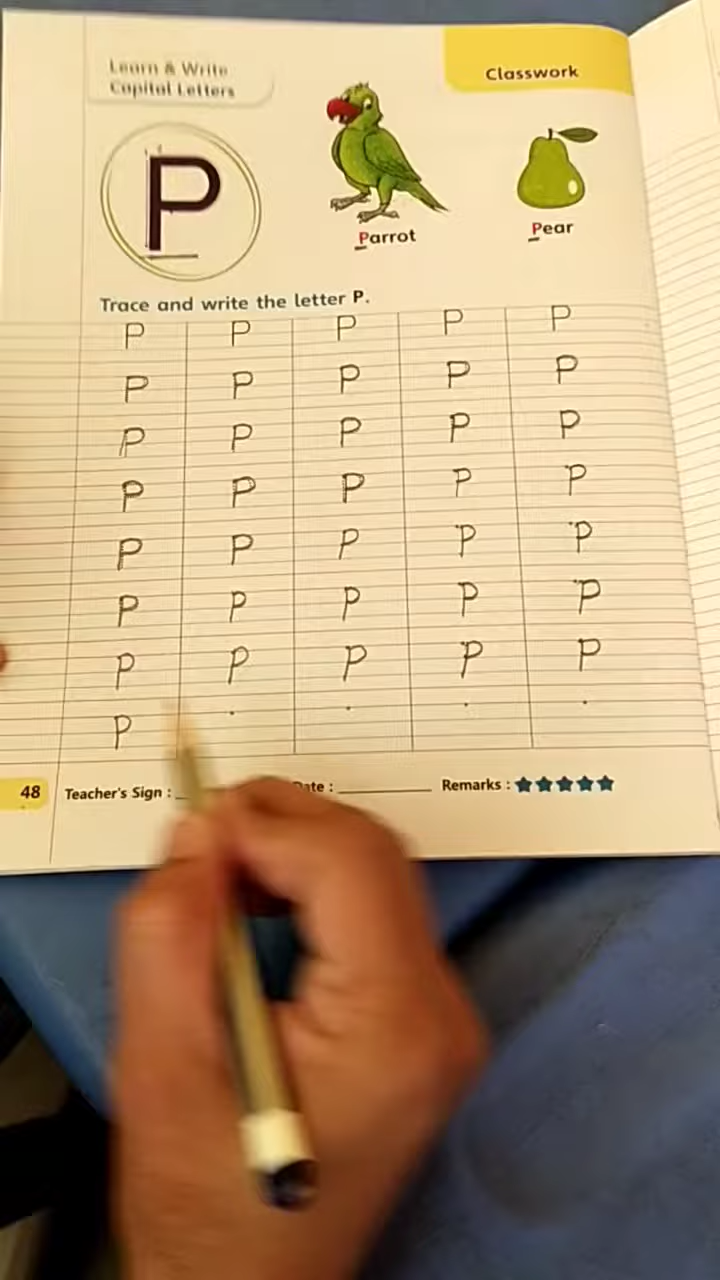 Learn & Write
Capital Letters
Classwork
P
Parrot
Pear
Trace and write the letter P.
P P P P P
P P P P P
P P P P P
P P P P P
P P P P P
P P P P P
P P P P P
P
48 Teacher's Sign : Date : Remarks :